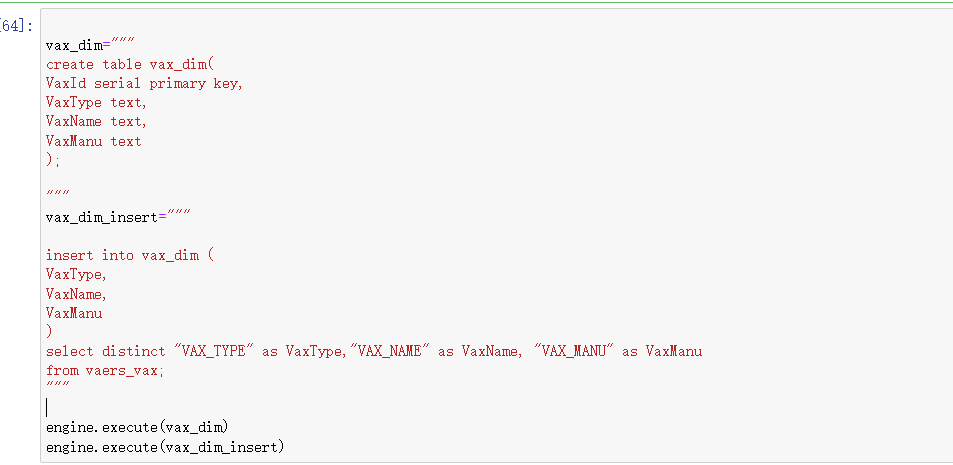 [64]:
vax_dim="""
create table vax_dim(
VaxId serial primary key,
VaxType text,
VaxName text,
VaxManu text
);
"""
vax_dim_insert="""
insert into vax_dim (
VaxType,
VaxName,
VaxManu
)
select distinct "VAX_TYPE" as VaxType,"VAX_NAME" as VaxName, "VAX_MANU" as VaxManu
from vaers_vax;
"""
engine.execute(vax_dim)
engine.execute(vax_dim_insert)